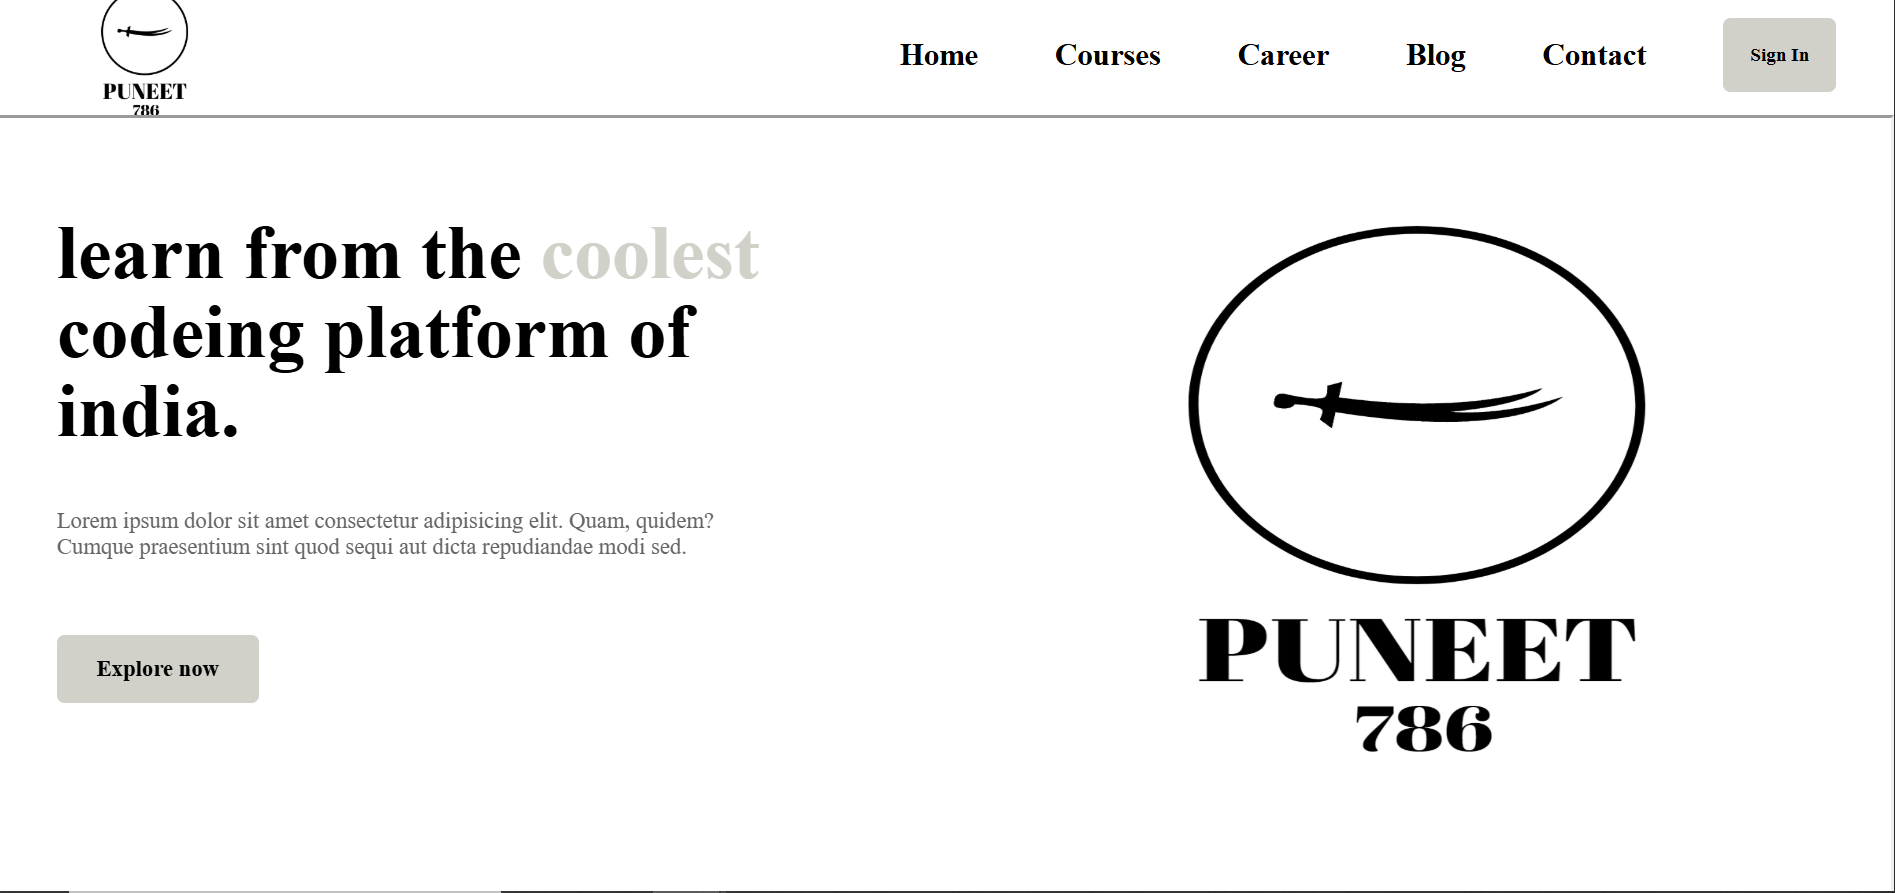 PUNEET
786
Home Courses Career Blog Contact Sign In
learn from the coolest
codeing platform of
india.
Lorem ipsum dolor sit amet consectetur adipisicing elit. Quam, quidem?
Cumque praesentium sint quod sequi aut dicta repudiandae modi sed.
Explore now
PUNEET
786